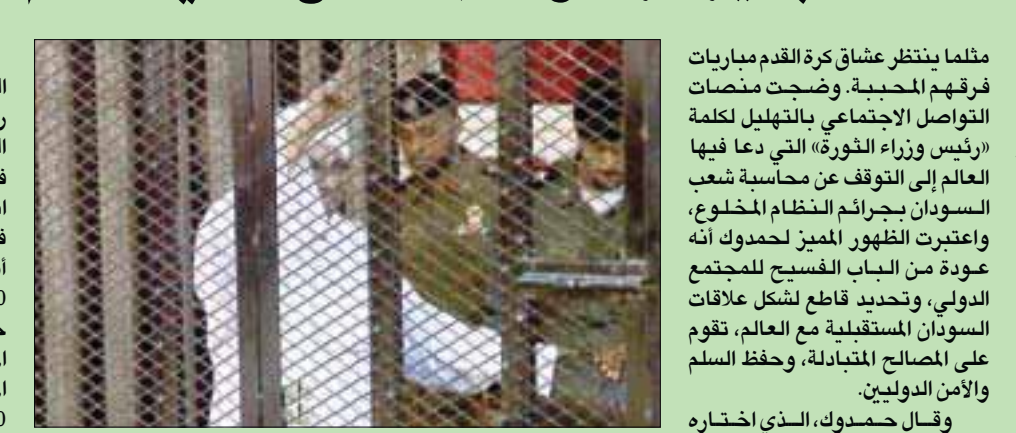 مثلما ينتظر عشاق كرة القدم مباريات
فرقهم المحببة. وضجت منصات
التواصل الاجتماعي بالتهليل لكلمة
«رئيس وزراء الثورة» التي دعا فيها
العالم إلى التوقف عن محاسبة شعب
السودان بجرائم النظام المخلوع،
واعتبرت الظهور المميز لحمدوك أنه
عودة من الباب الفسيح للمجتمع
الدولي، وتحديد قاطع لشكل علاقات
السودان المستقبلية مع العالم، تقوم
على المصالح المتبادلة، وحفظ السلم
والأمن الدوليين.
وقال حمدوك، الذي اختاره